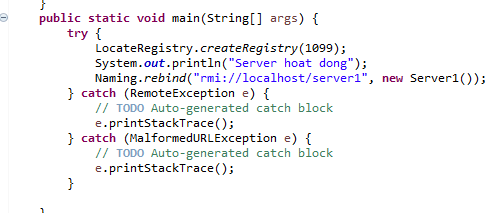 }
public static void main(String[] args) {
try {
LocateRegistry.createRegistry(1099);
System.out.println("Server hoat dong");
Naming.rebind("rmi://localhost/server1", new Server1());
} catch (RemoteException e) {
// TODO Auto-generated catch block
e.printStackTrace();
} catch (MalformedURLException e) {
// TODO Auto-generated catch block
e.printStackTrace();
}
}